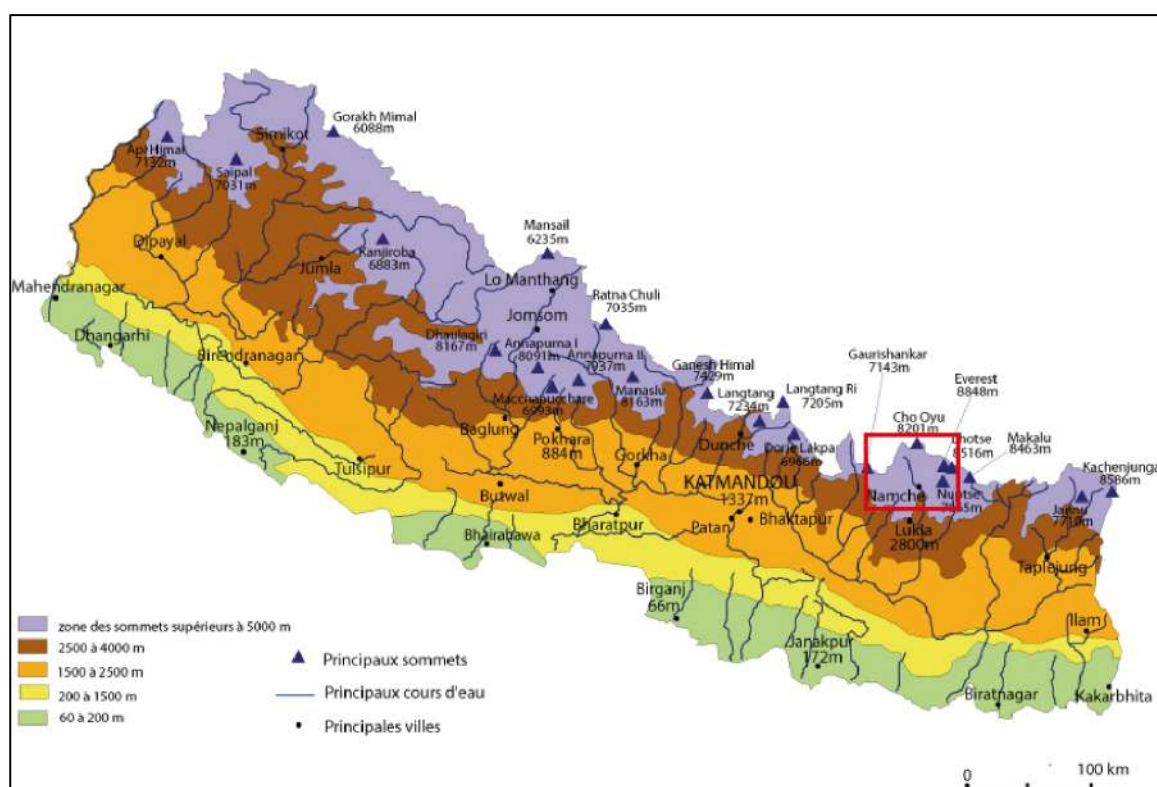 Gorakh Mimal
6088m
Simikot
Api Himal
7132m
Saipal
7031m
Mansail
6235m
Dipayal
Kanjiroba
6883m
Jumla
Lo Manthang
Mahendranagar
Ratna Chuli
7035m
Jomsom
Dhangarhi
Dhaulagiri
8167m
Annapurna I
8091m
Annapurna II
7937m
Birendranagar
Ganesh Himal
7429m
Gaurishankar
7143m
Manaslu
8163m
Langtang Ri
7205m
Everest
8848m
Macchapucchare
6993m
Langtang
7234m
Cho Oyu
8201m
Nepalganj
183m
Baglung
Pokhara
884m
Dunche
Dorje Lakpa
6966m
Lhotse
8516m
Makalu
8463m
Tulsipur
Gorkha
Kachenjunga
8586m
KATMANDOU
1337m
Namche
Nuptse
Jannu
7710m
Butwal
Patan
Bhaktapur
Lukla
2800m
Bharatpur
Bhairahawa
Taplejung
Birganj
66m
Ilam
Janakpur
172m
Biratnagar
Kakarbhita
zone des sommets supérieurs à 5000 m
2500 à 4000 m
1500 à 2500 m
200 à 1500 m
60 à 200 m
Principaux sommets
Principaux cours d'eau
Principales villes
0 100 km